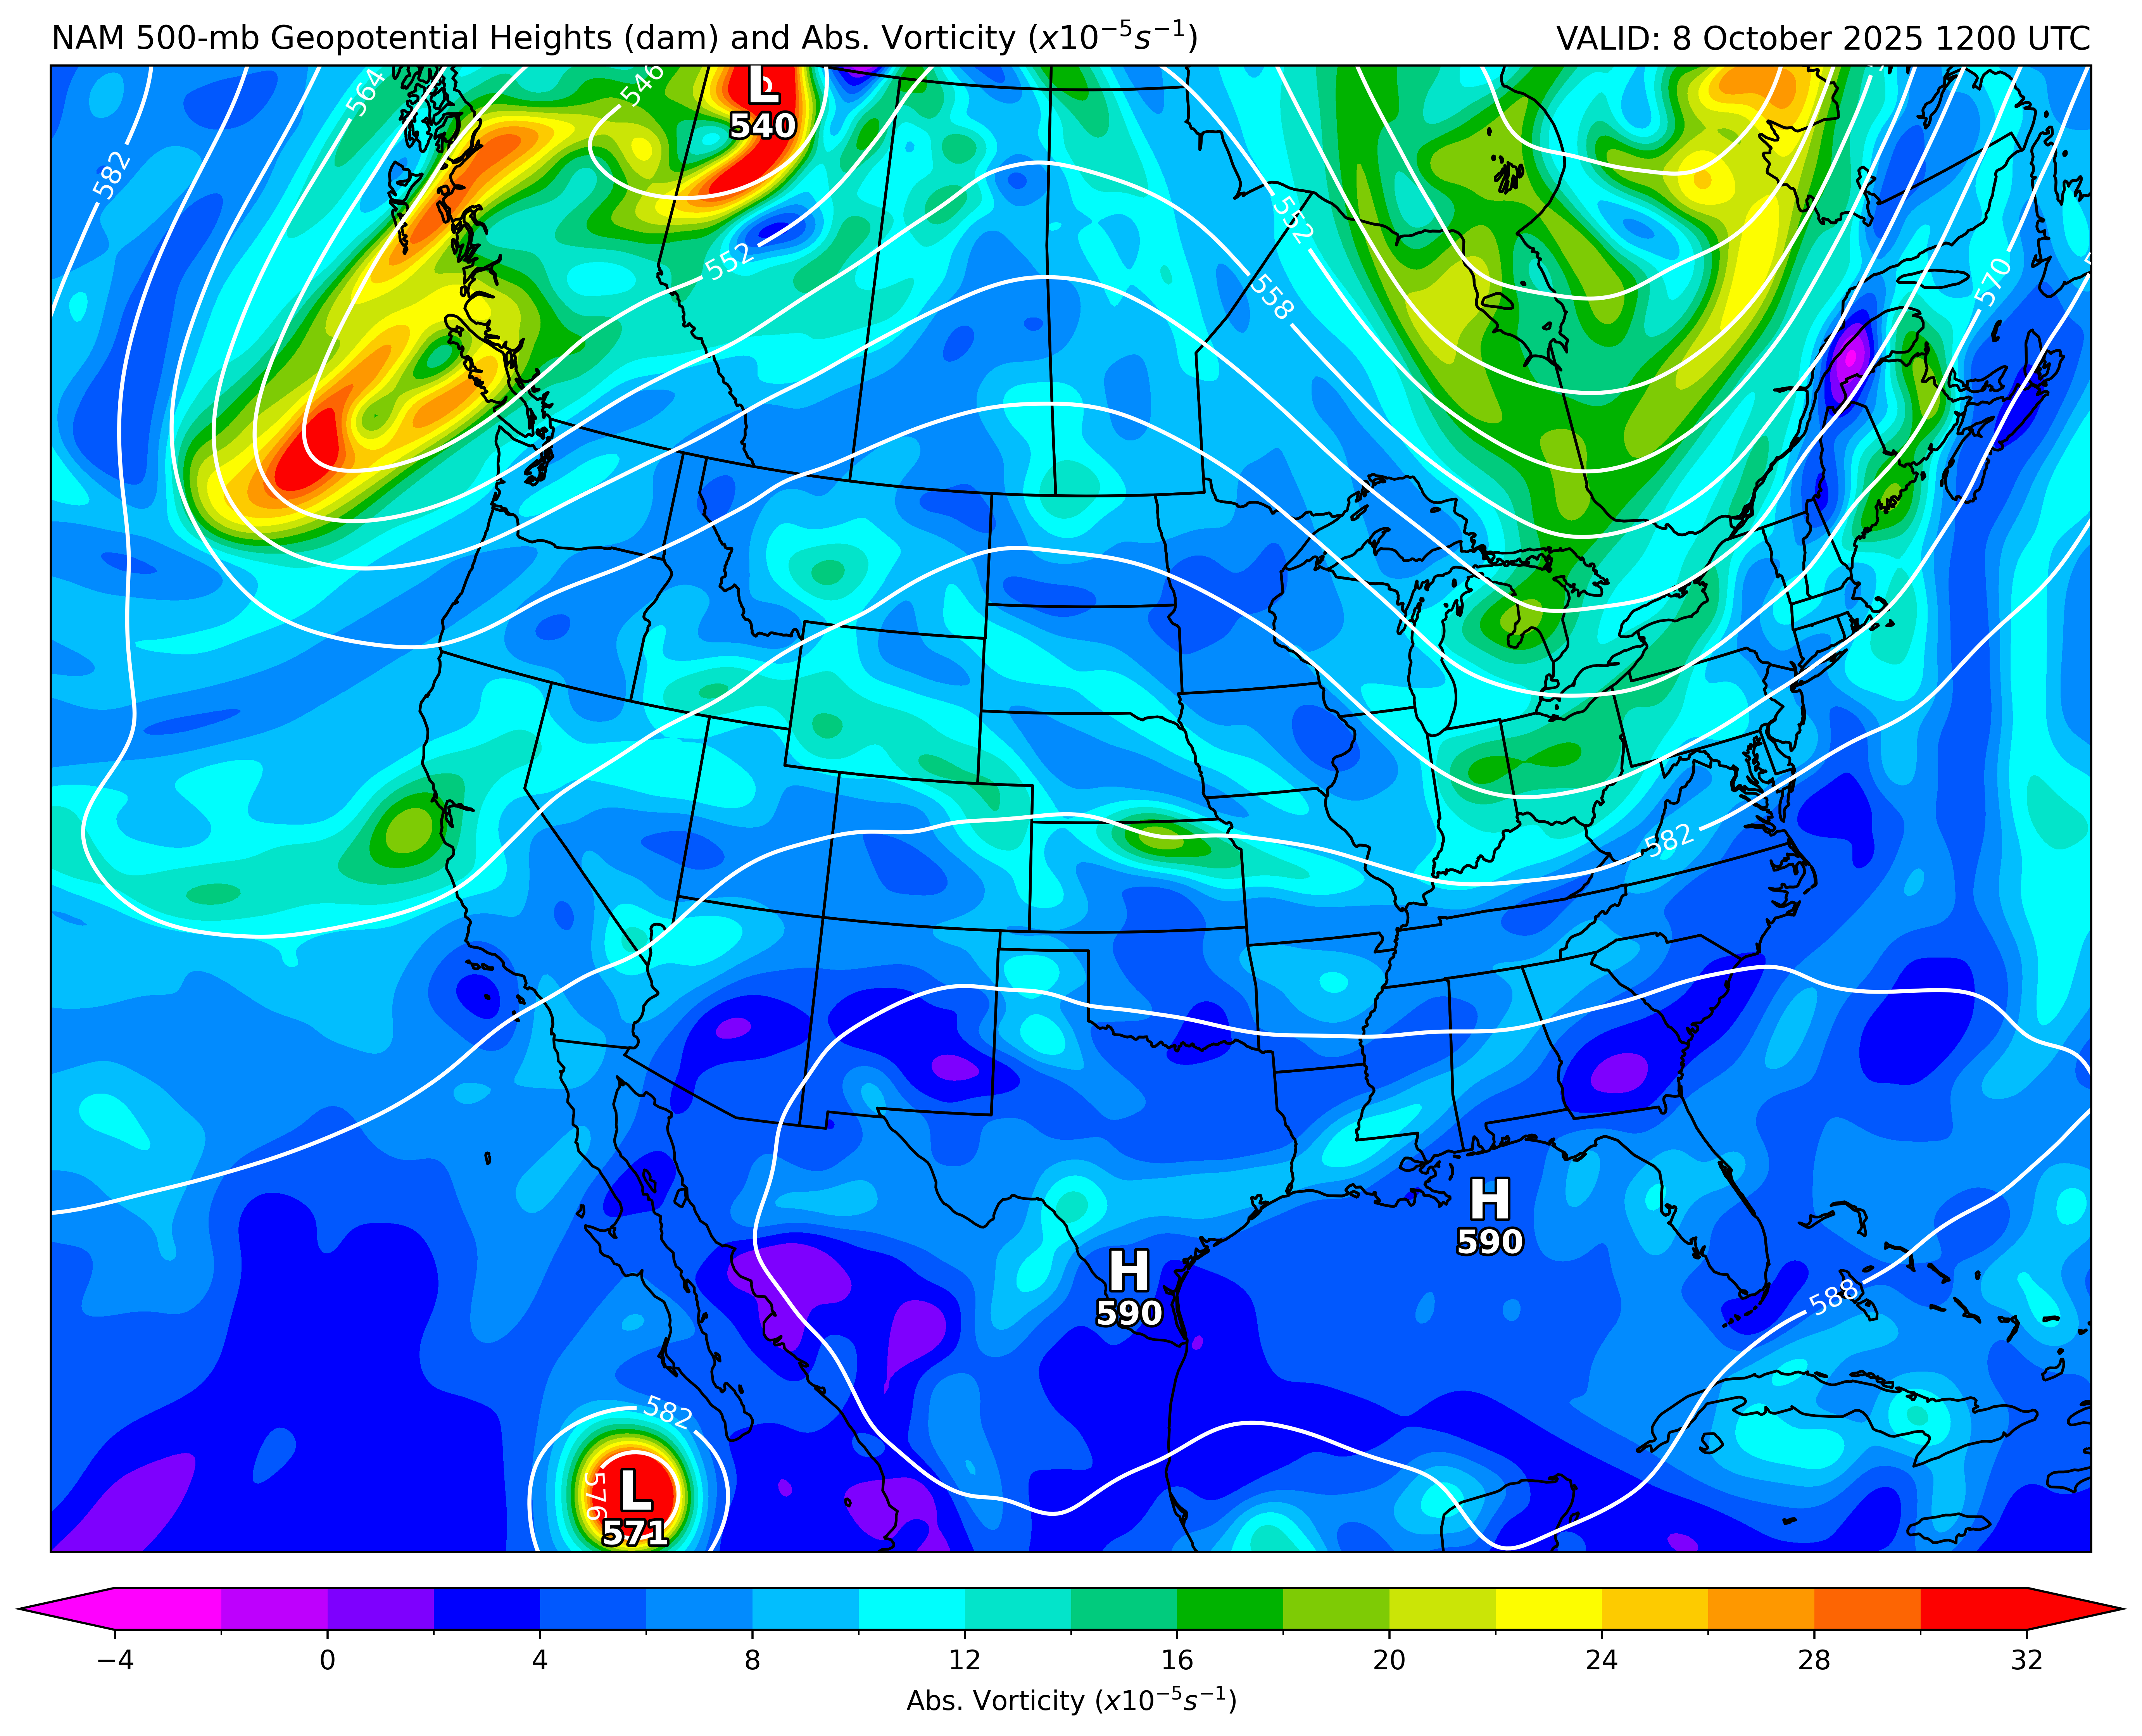 NAM 500-mb Geopotential Heights (dam) and Abs. Vorticity (x10⁻⁵s⁻¹)
VALID: 8 October 2025 1200 UTC
564
546
L
540
582
552
552
558
570
582
H
590
H
590
588
582
576
L
571
−4 0 4 8 12 16 20 24 28 32
Abs. Vorticity (x10⁻⁵s⁻¹)